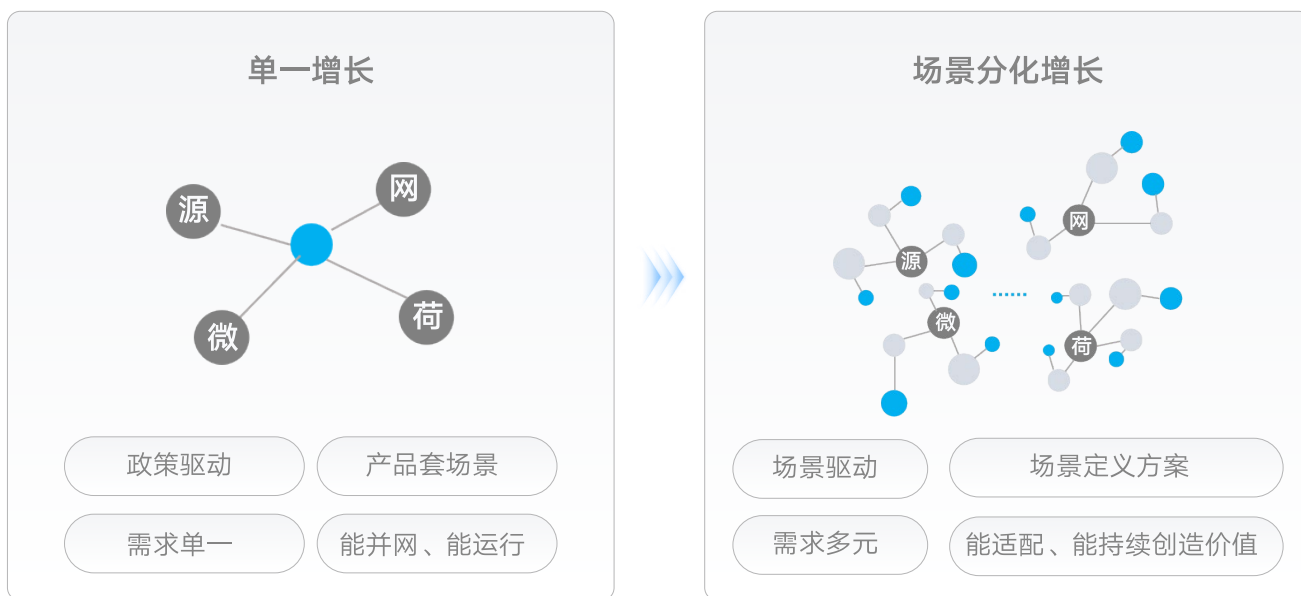 单一增长
源
网
微
荷
政策驱动
产品套场景
需求单一
能并网、能运行
场景分化增长
网
源
微
荷
......
场景驱动
场景定义方案
需求多元
能适配、能持续创造价值